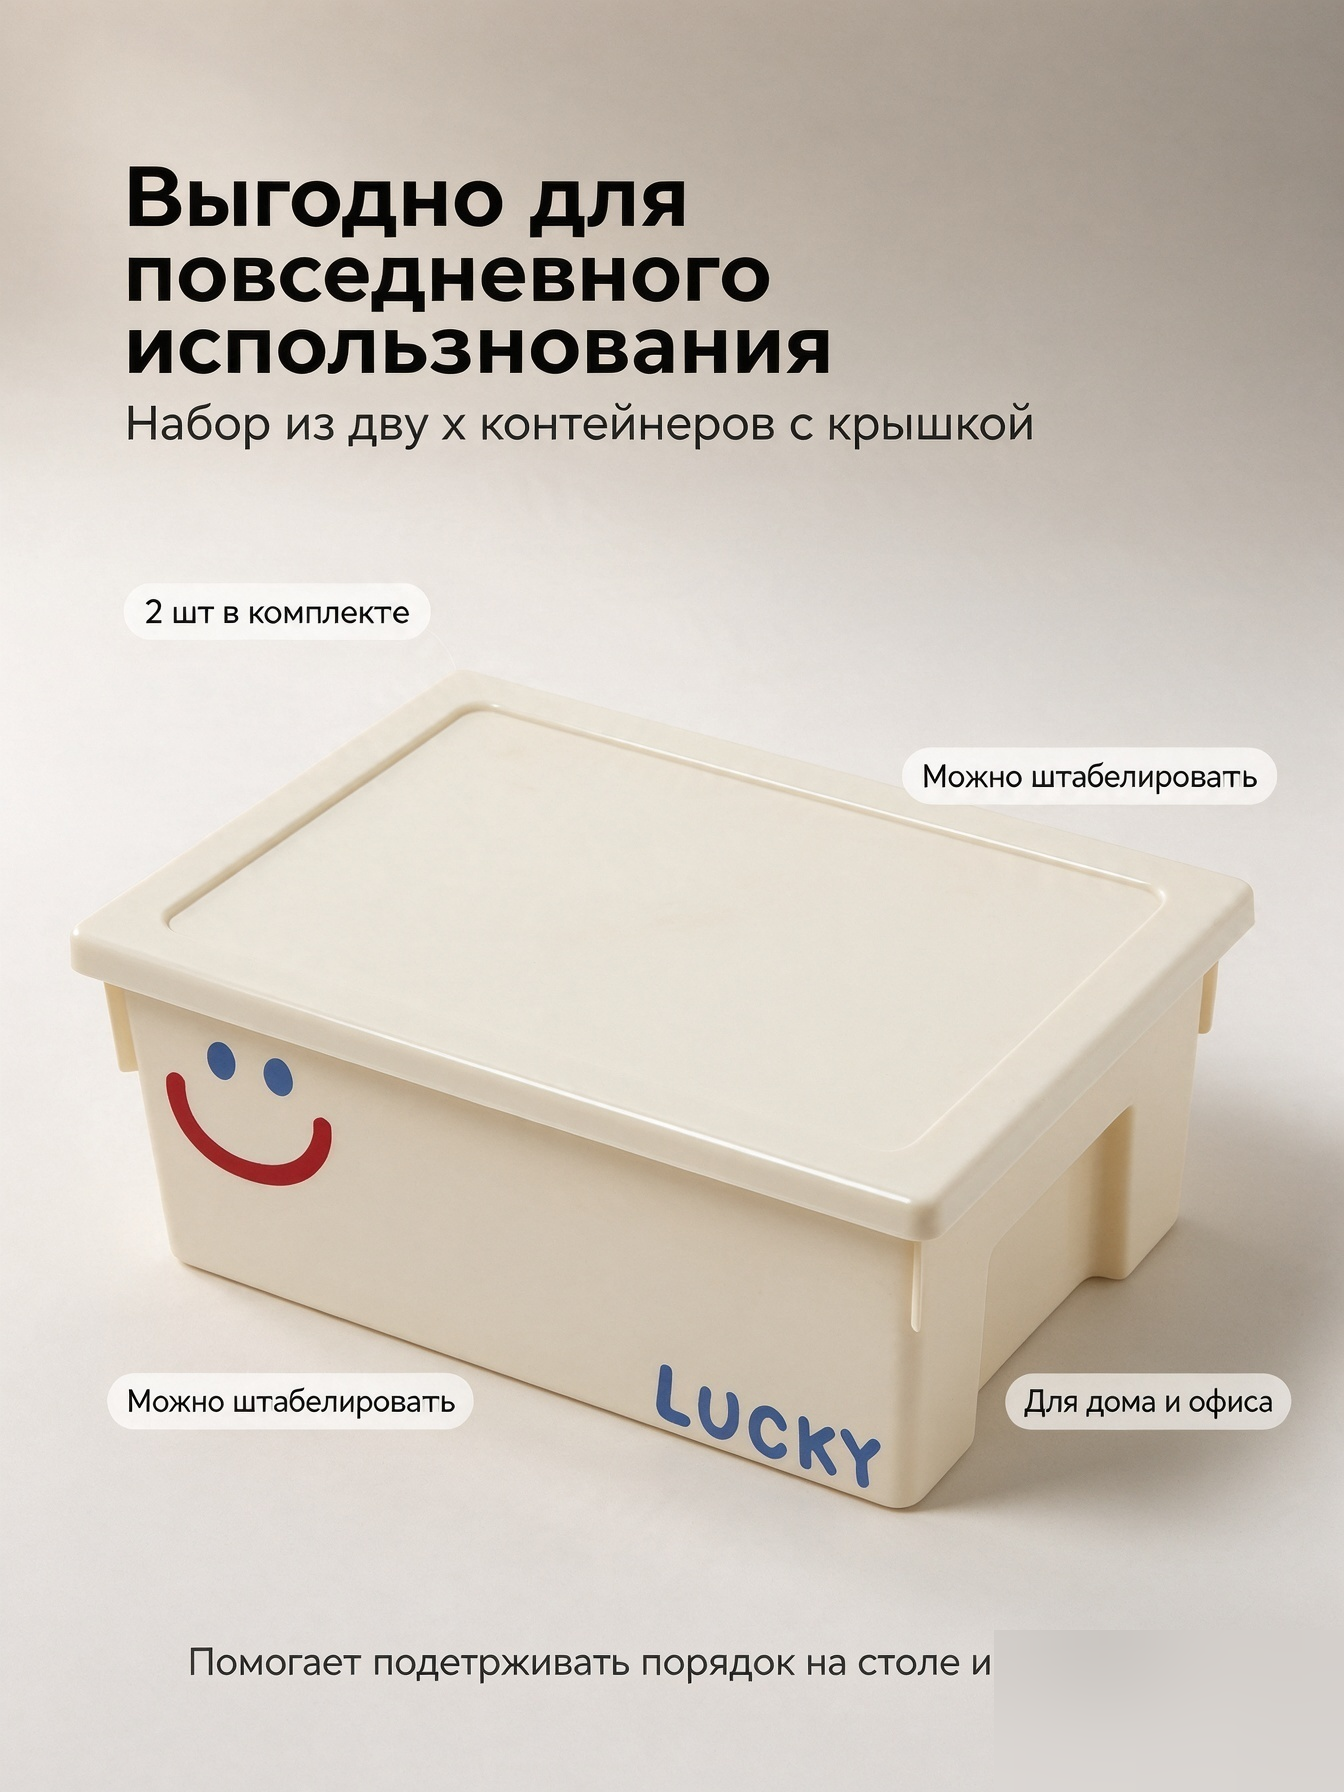 Выгодно для
повседневного
использнования
Набор из дву х контейнеров с крышкой
2 шт в комплекте
Можно штабелировать
Можно штабелировать
Для дома и офиса
LUCKY
Помогает подетрживать порядок на столе и